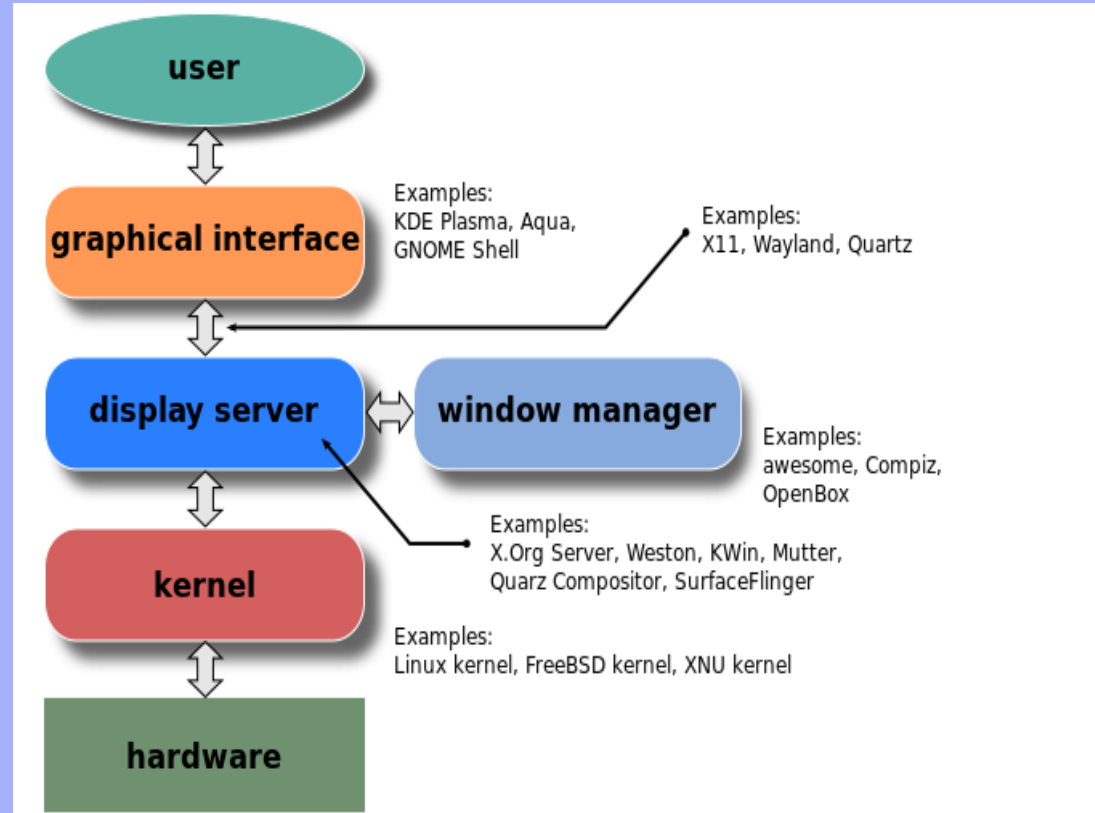 user
graphical interface
Examples:
KDE Plasma, Aqua,
GNOME Shell
Examples:
X11, Wayland, Quartz
display server
window manager
Examples:
awesome, Compiz,
OpenBox
Examples:
X.Org Server, Weston, KWin, Mutter,
Quarz Compositor, SurfaceFlinger
kernel
Examples:
Linux kernel, FreeBSD kernel, XNU kernel
hardware